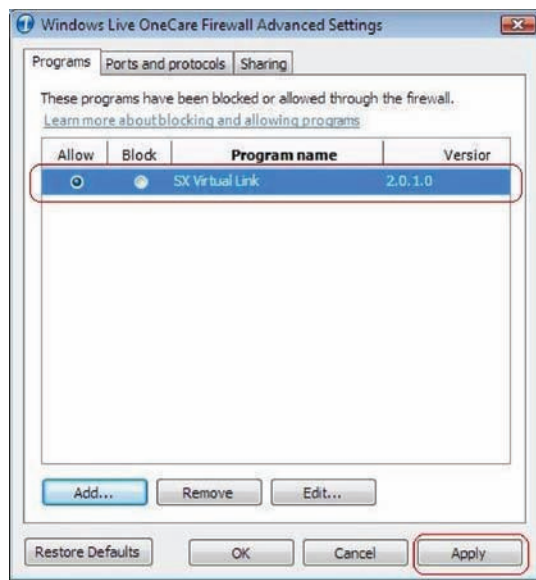 Windows Live OneCare Firewall Advanced Settings
Programs Ports and protocols Sharing
These programs have been blocked or allowed through the firewall.
Learn more about blocking and allowing programs
Allow Block Program name Versior
SX Virtual Link 2.0.1.0
Add... Remove Edit...
Restore Defaults OK Cancel Apply